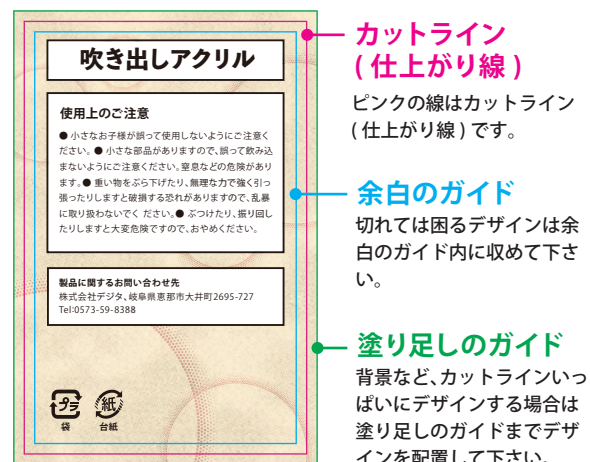 吹き出しアクリル
使用上のご注意
● 小さなお子様が誤って使用しないようにご注意く
ださい。● 小さな部品がありますので、誤って飲み込
まないようにご注意ください。窒息などの危険があり
ます。● 重い物をぶら下げたり、無理な力で強く引っ
張ったりしますと破損する恐れがありますので、乱暴
に取り扱わないでく ださい。● ぶつけたり、振り回し
たりしますと大変危険ですので、おやめください。
製品に関するお問い合わせ先
株式会社デジタ、岐阜県恵那市大井町2695-727
Tel:0573-59-8388
プラ
袋
紙
台紙
カットライン
( 仕上がり線 )
ピンクの線はカットライン
( 仕上がり線 ) です。
余白のガイド
切れては困るデザインは余
白のガイド内に収めて下さ
い。
塗り足しのガイド
背景など、カットラインいっ
ぱいにデザインする場合は
塗り足しのガイドまでデザ
インを配置して下さい。